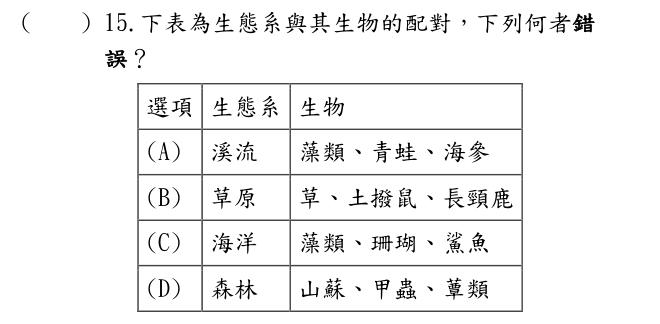 (　　) 15.下表為生態系與其生物的配對，下列何者錯
誤？
選項 生態系 生物
(A) 溪流 藻類、青蛙、海參
(B) 草原 草、土撥鼠、長頸鹿
(C) 海洋 藻類、珊瑚、鯊魚
(D) 森林 山蘇、甲蟲、蕈類